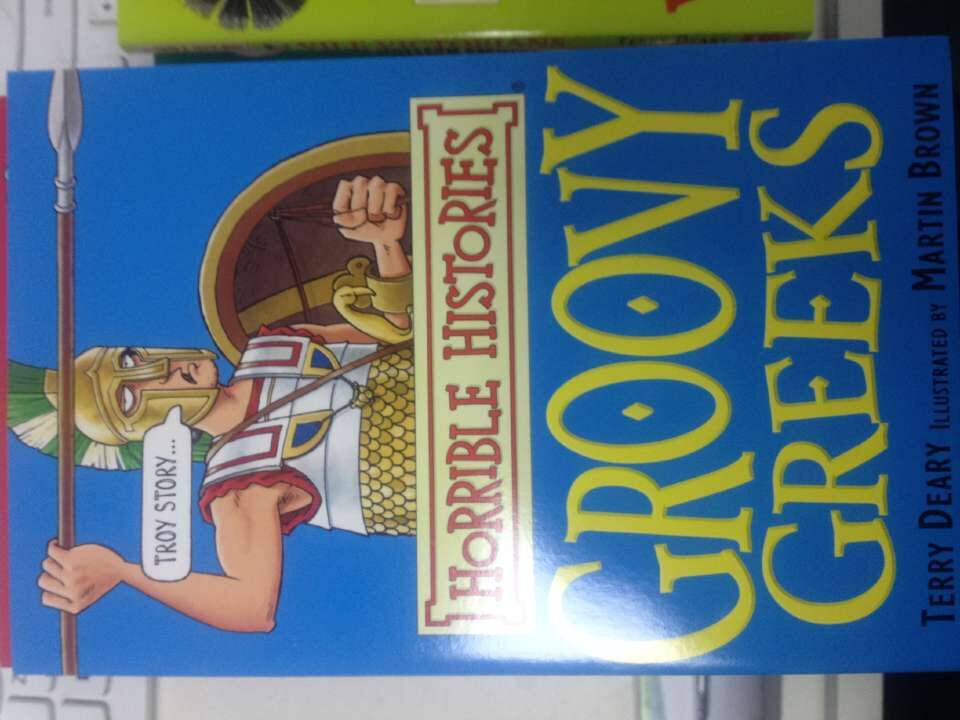 TROY STORY...
HORRIBLE HISTORIES
GROOVY
GREEKS
TERRY DEARY ILLUSTRATED BY MARTIN BROWN